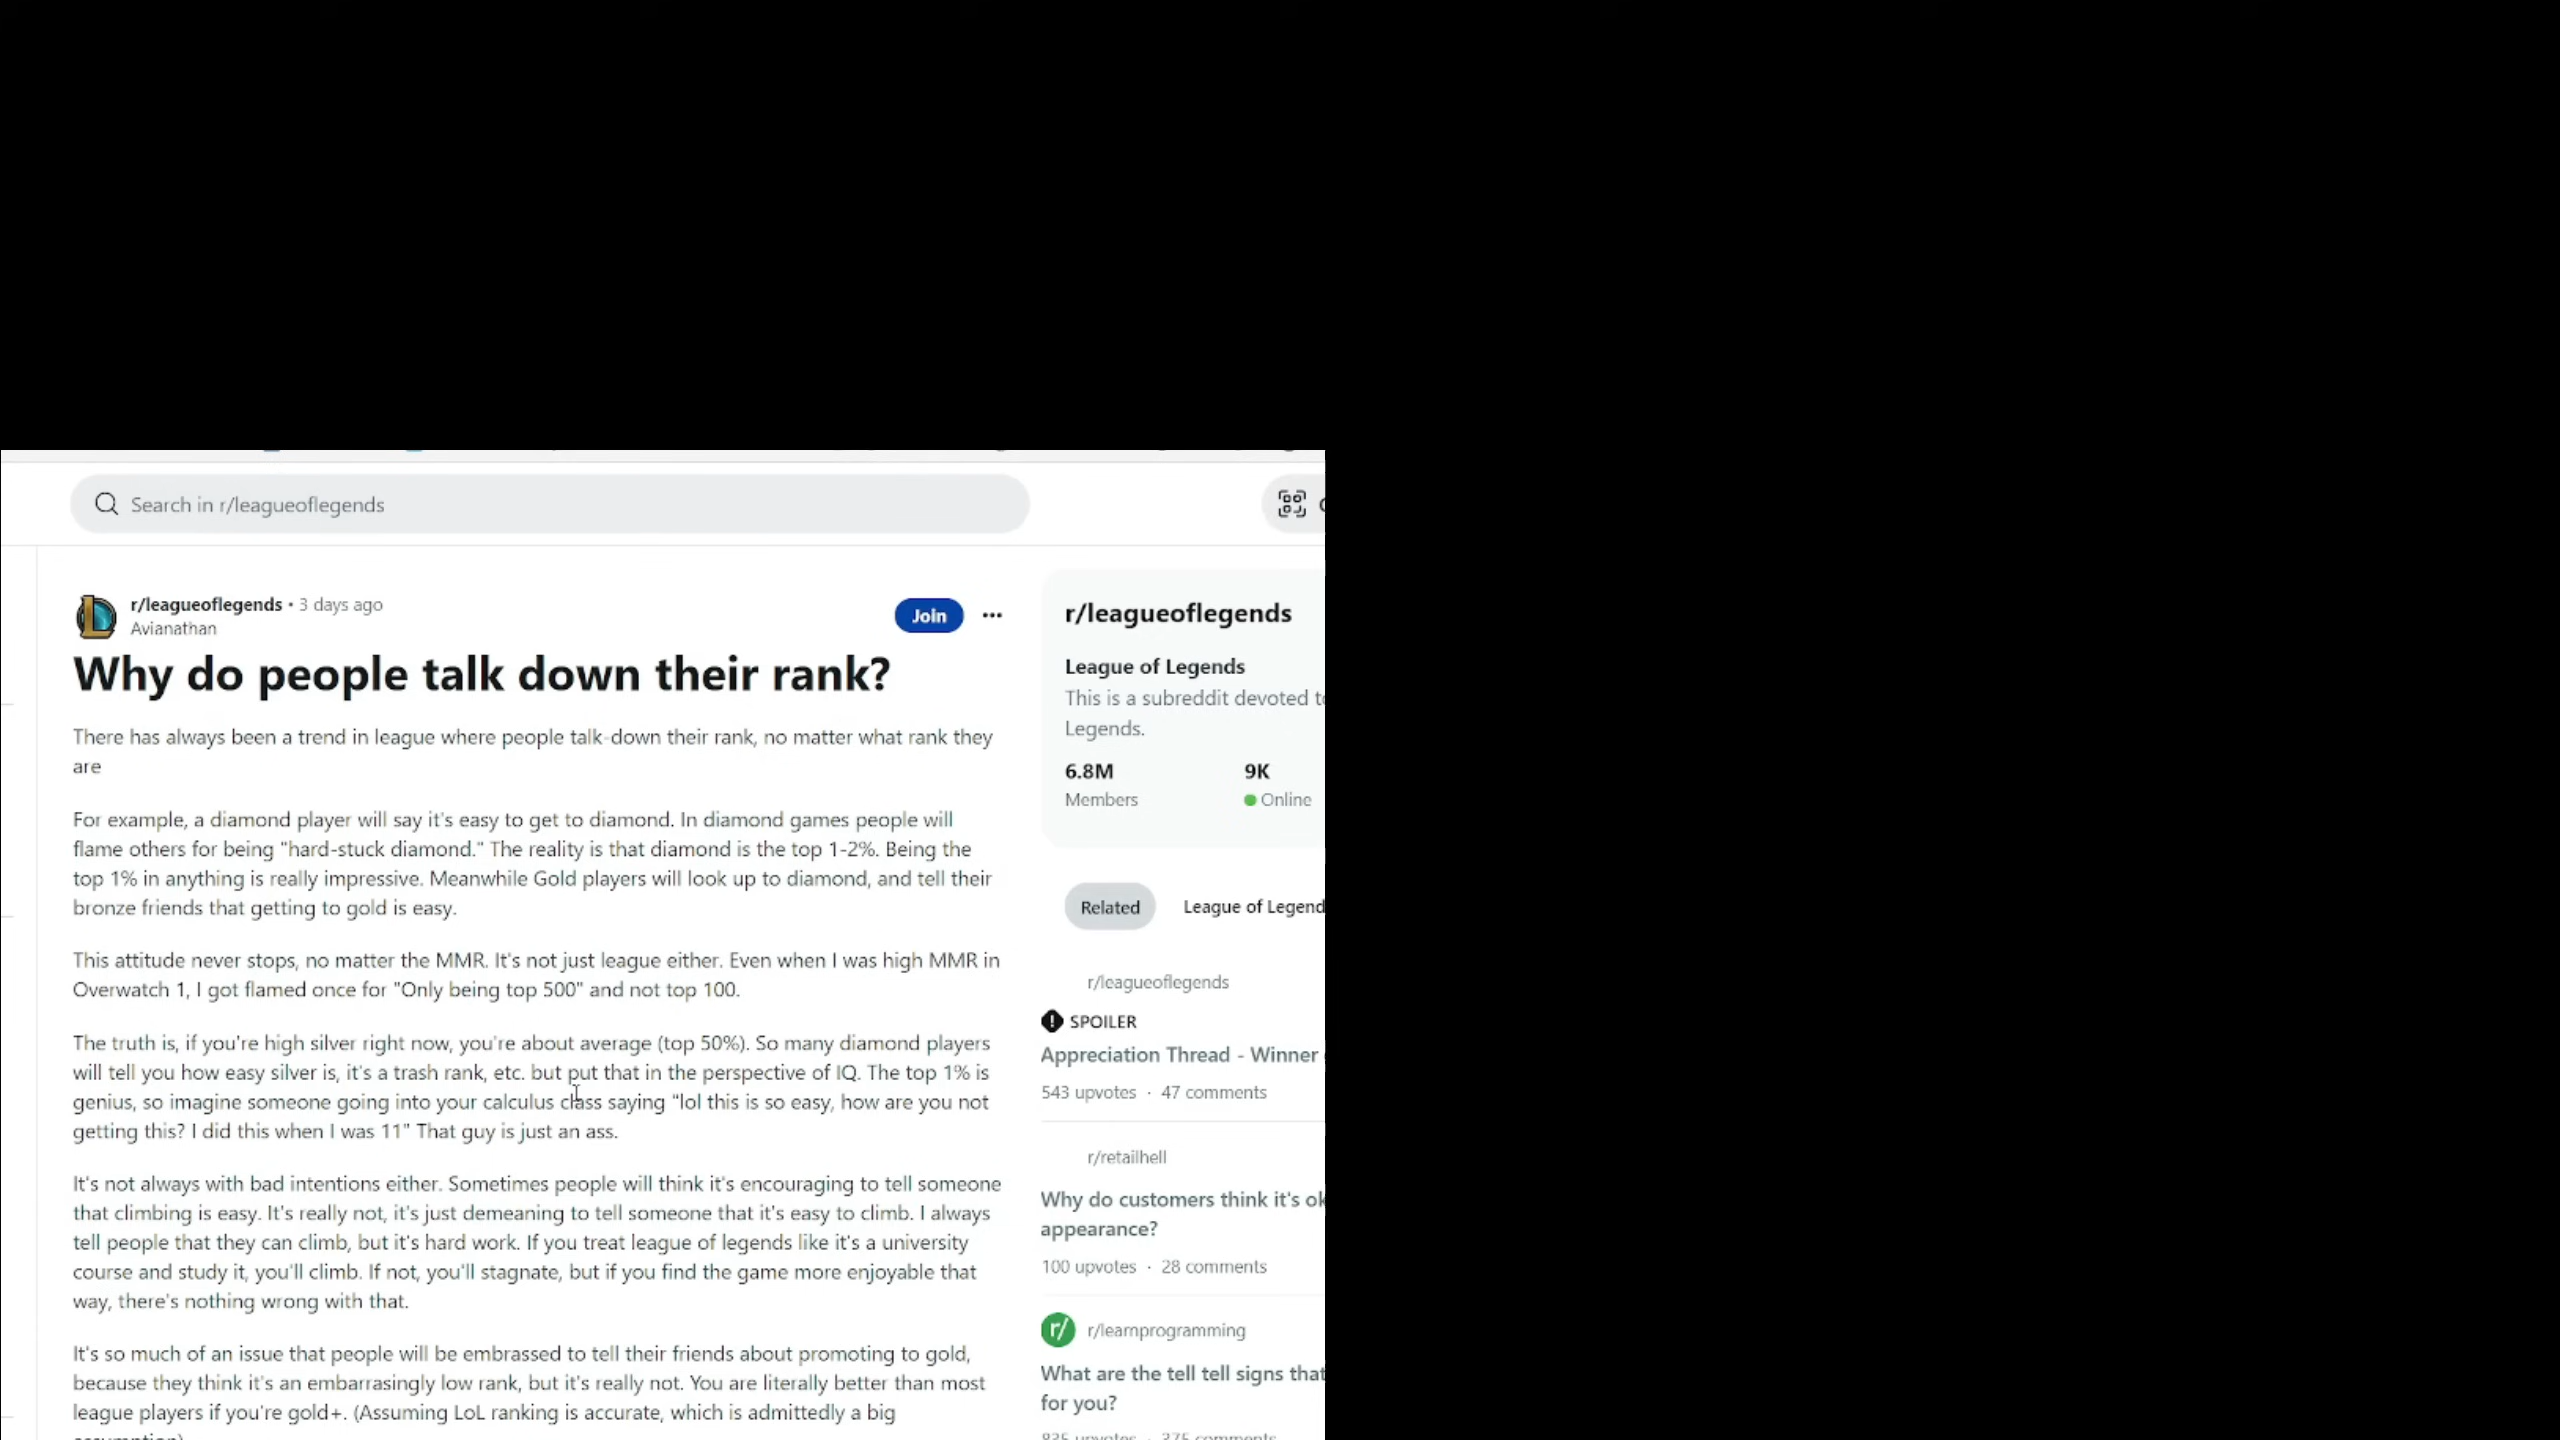 Search in r/leagueoflegends
r/leagueoflegends • 3 days ago
Avianathan
Join
Why do people talk down their rank?
There has always been a trend in league where people talk-down their rank, no matter what rank they
are
For example, a diamond player will say it's easy to get to diamond. In diamond games people will
flame others for being "hard-stuck diamond." The reality is that diamond is the top 1-2%. Being the
top 1% in anything is really impressive. Meanwhile Gold players will look up to diamond, and tell their
bronze friends that getting to gold is easy.
This attitude never stops, no matter the MMR. It's not just league either. Even when I was high MMR in
Overwatch 1, I got flamed once for "Only being top 500" and not top 100.
The truth is, if you're high silver right now, you're about average (top 50%). So many diamond players
will tell you how easy silver is, it's a trash rank, etc. but put that in the perspective of IQ. The top 1% is
genius, so imagine someone going into your calculus class saying "lol this is so easy, how are you not
getting this? I did this when I was 11" That guy is just an ass.
It's not always with bad intentions either. Sometimes people will think it's encouraging to tell someone
that climbing is easy. It's really not, it's just demeaning to tell someone that it's easy to climb. I always
tell people that they can climb, but it's hard work. If you treat league of legends like it's a university
course and study it, you'll climb. If not, you'll stagnate, but if you find the game more enjoyable that
way, there's nothing wrong with that.
It's so much of an issue that people will be embrassed to tell their friends about promoting to gold,
because they think it's an embarrasingly low rank, but it's really not. You are literally better than most
league players if you're gold+. (Assuming LoL ranking is accurate, which is admittedly a big
r/leagueoflegends
League of Legends
This is a subreddit devoted to
Legends.
6.8M 9K
Members Online
Related League of Legend
r/leagueoflegends
SPOILER
Appreciation Thread - Winner
543 upvotes · 47 comments
r/retailhell
Why do customers think it's ok
appearance?
100 upvotes · 28 comments
r/ r/learnprogramming
What are the tell tell signs that
for you?
835 upvotes · 375 comments